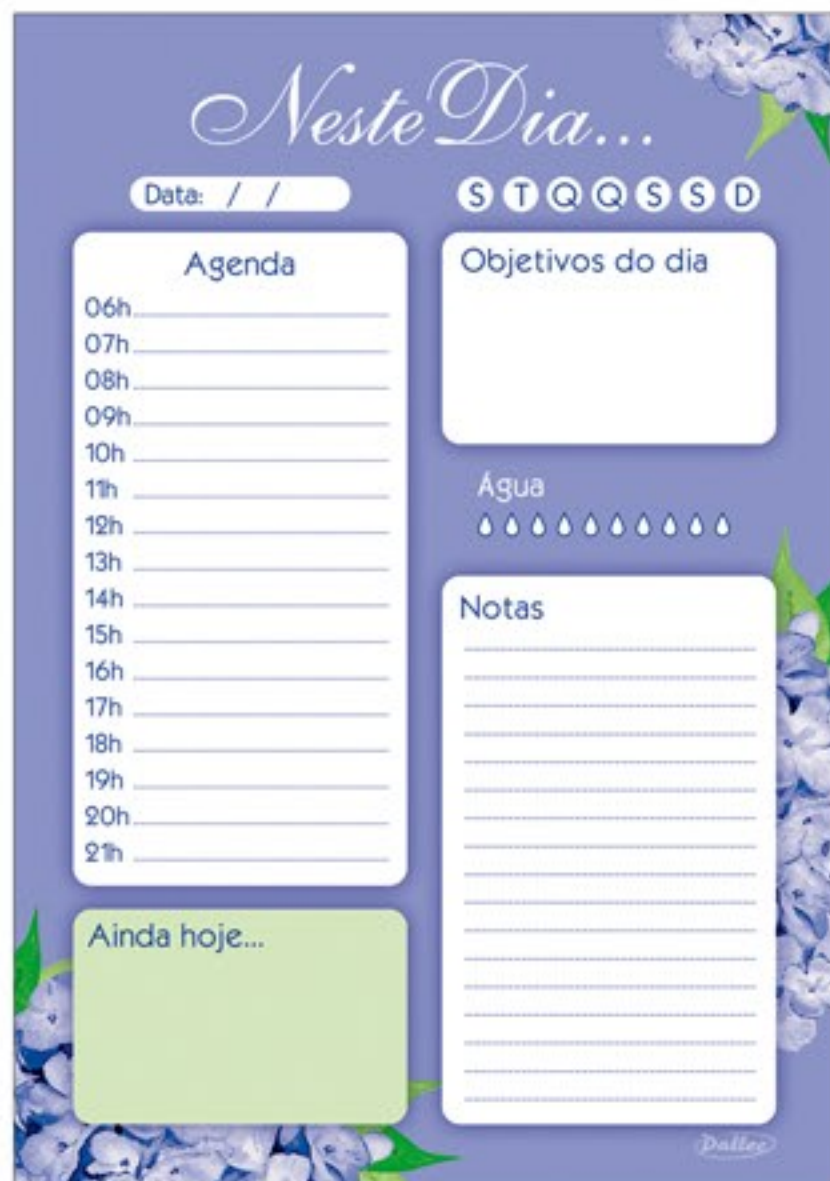 Neste Dia...
Data: / /
S T Q Q S S D
Agenda
06h
07h
08h
09h
10h
11h
12h
13h
14h
15h
16h
17h
18h
19h
20h
21h
Ainda hoje...
Objetivos do dia
Água
Notas
Dallec